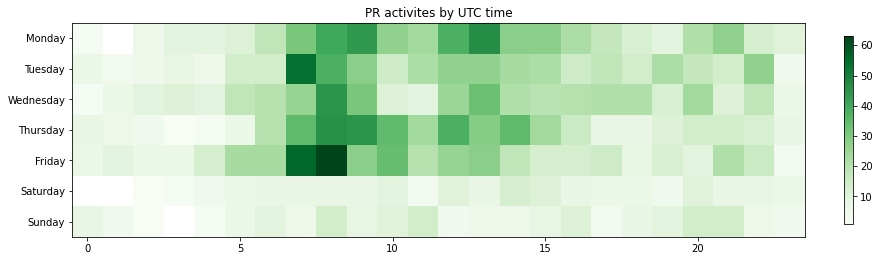 PR activites by UTC time
Monday
Tuesday
Wednesday
Thursday
Friday
Saturday
Sunday
0 5 10 15 20
60
50
40
30
20
10